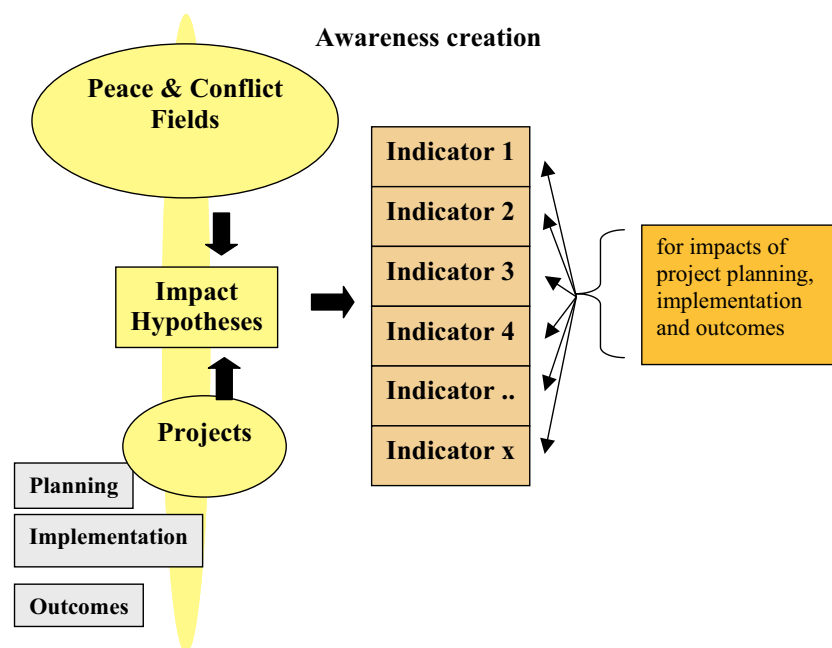 Awareness creation
Peace & Conflict
Fields
Indicator 1
Indicator 2
Indicator 3
Indicator 4
Indicator ..
Indicator x
for impacts of
project planning,
implementation
and outcomes
Impact
Hypotheses
Projects
Planning
Implementation
Outcomes